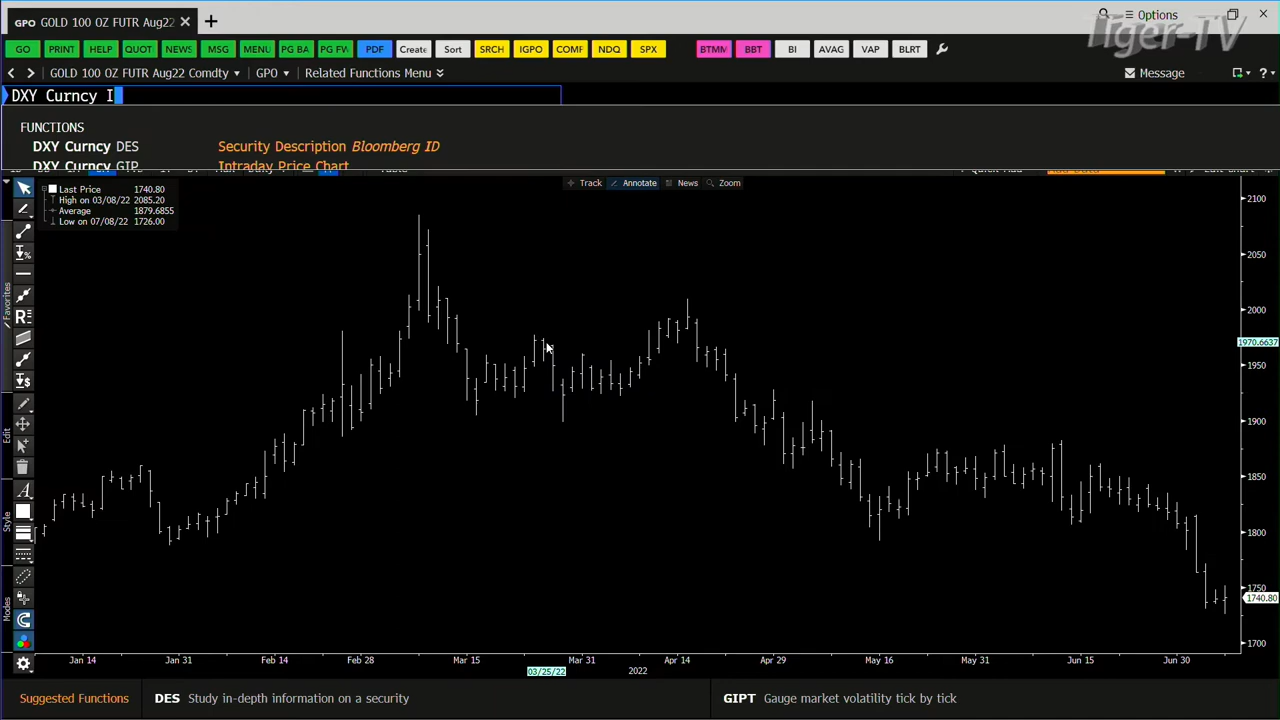 GPO GOLD 100 OZ FUTR Aug22
Options
Tiger-TV
GO PRINT HELP QUOT NEWS MSG MENU PG BA PG FW PDF Create Sort SRCH IGPO COMF NDQ SPX BTMM BBT BI AVAG VAP BLRT
GOLD 100 OZ FUTR Aug22 Comdty GPO Related Functions Menu
Message
?
DXY Curncy I
FUNCTIONS
DXY Curncy DES Security Description Bloomberg ID
DXY Curncy GIP Intraday Price Chart
Track Annotate News Zoom
Last Price 1740.80
High on 03/08/22 2085.20
Average 1879.6855
Low on 07/08/22 1726.00
2100
2050
2000
1970.6637
1950
1900
1850
1800
1750
1740.80
1700
Favorites
Edit
Style
Modes
Jan 14 Jan 31 Feb 14 Feb 28 Mar 15 Mar 31 Apr 14 Apr 29 May 16 May 31 Jun 15 Jun 30
03/25/22
2022
Suggested Functions DES Study in-depth information on a security GIPT Gauge market volatility tick by tick